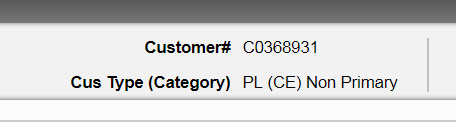 Customer# C0368931
Cus Type (Category) PL (CE) Non Primary